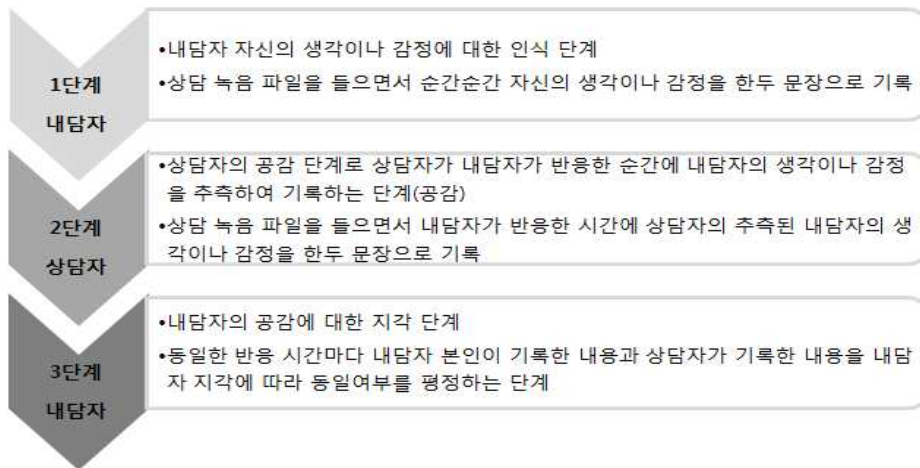 1단계
내담자
•내담자 자신의 생각이나 감정에 대한 인식 단계
•상담 녹음 파일을 들으면서 순간순간 자신의 생각이나 감정을 한두 문장으로 기록
2단계
상담자
•상담자의 공감 단계로 상담자가 내담자가 반응한 순간에 내담자의 생각이나 감정
을 추측하여 기록하는 단계(공감)
•상담 녹음 파일을 들으면서 내담자가 반응한 시간에 상담자의 추측된 내담자의 생
각이나 감정을 한두 문장으로 기록
3단계
내담자
•내담자의 공감에 대한 지각 단계
•동일한 반응 시간마다 내담자 본인이 기록한 내용과 상담자가 기록한 내용을 내담
자 지각에 따라 동일여부를 평정하는 단계